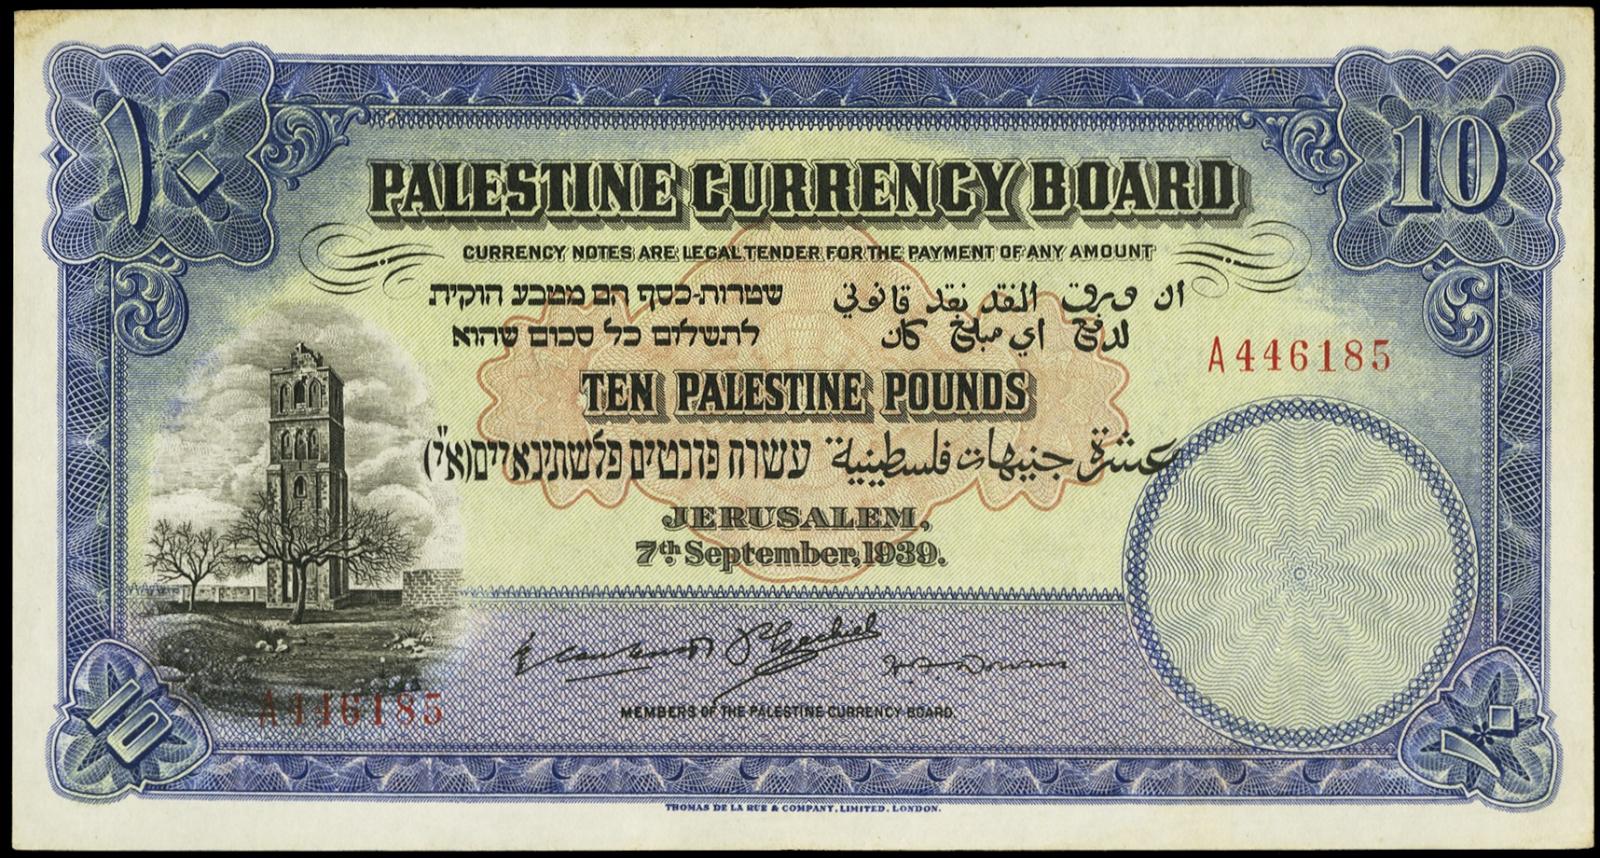 ١٠
10
PALESTINE CURRENCY BOARD
CURRENCY NOTES ARE LEGAL TENDER FOR THE PAYMENT OF ANY AMOUNT
שטרות-כסף הם מטבע חוקית
לתשלום כל סכום שהוא
ان ورق النقد نقد قانوني
لدفع اي مبلغ كان
A446185
TEN PALESTINE POUNDS
عشرة جنيهات فلسطينية
עשרה פונטים פלשתינאיים (א״י)
JERUSALEM,
7th September, 1939.
A446185
MEMBERS OF THE PALESTINE CURRENCY BOARD.
10
١٠
THOMAS DE LA RUE & COMPANY, LIMITED, LONDON.